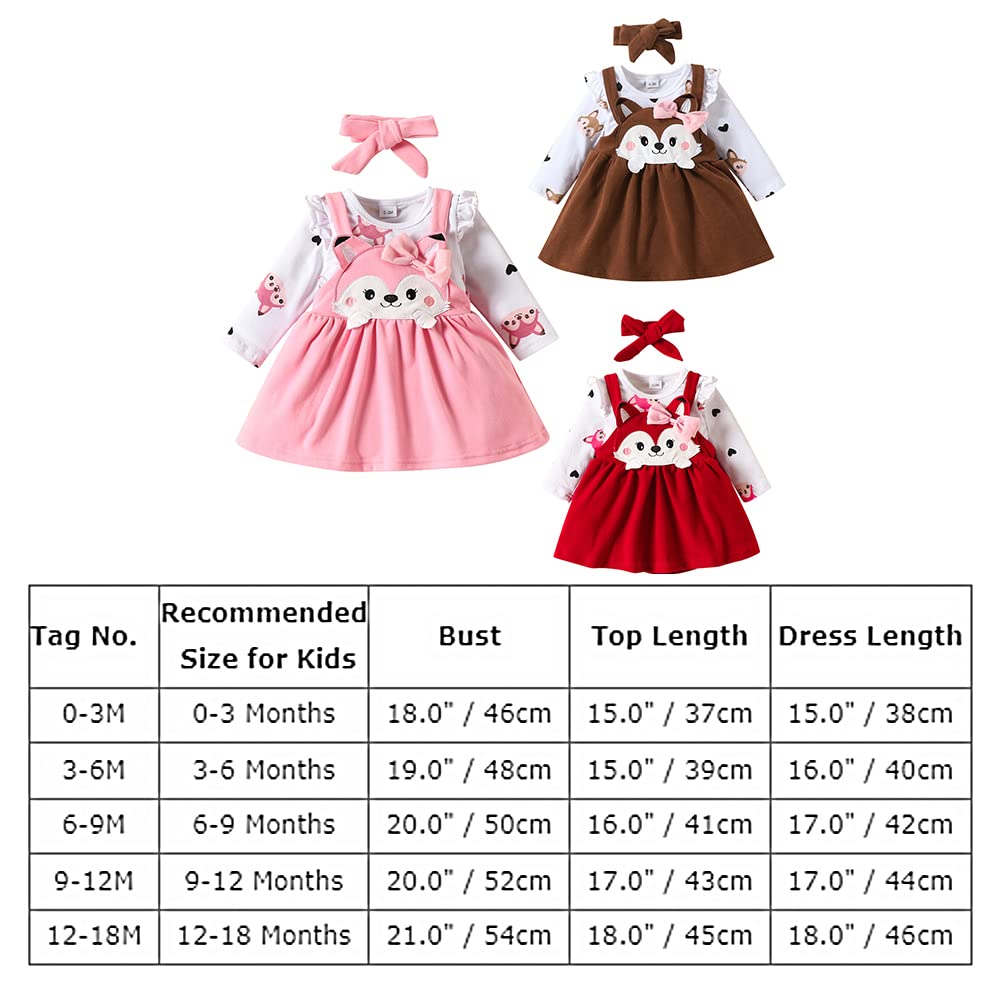 0-3M
Tag No.
Recommended
Size for Kids
Bust
Top Length
Dress Length
0-3M 0-3 Months 18.0" / 46cm 15.0" / 37cm 15.0" / 38cm
3-6M 3-6 Months 19.0" / 48cm 15.0" / 39cm 16.0" / 40cm
6-9M 6-9 Months 20.0" / 50cm 16.0" / 41cm 17.0" / 42cm
9-12M 9-12 Months 20.0" / 52cm 17.0" / 43cm 17.0" / 44cm
12-18M 12-18 Months 21.0" / 54cm 18.0" / 45cm 18.0" / 46cm